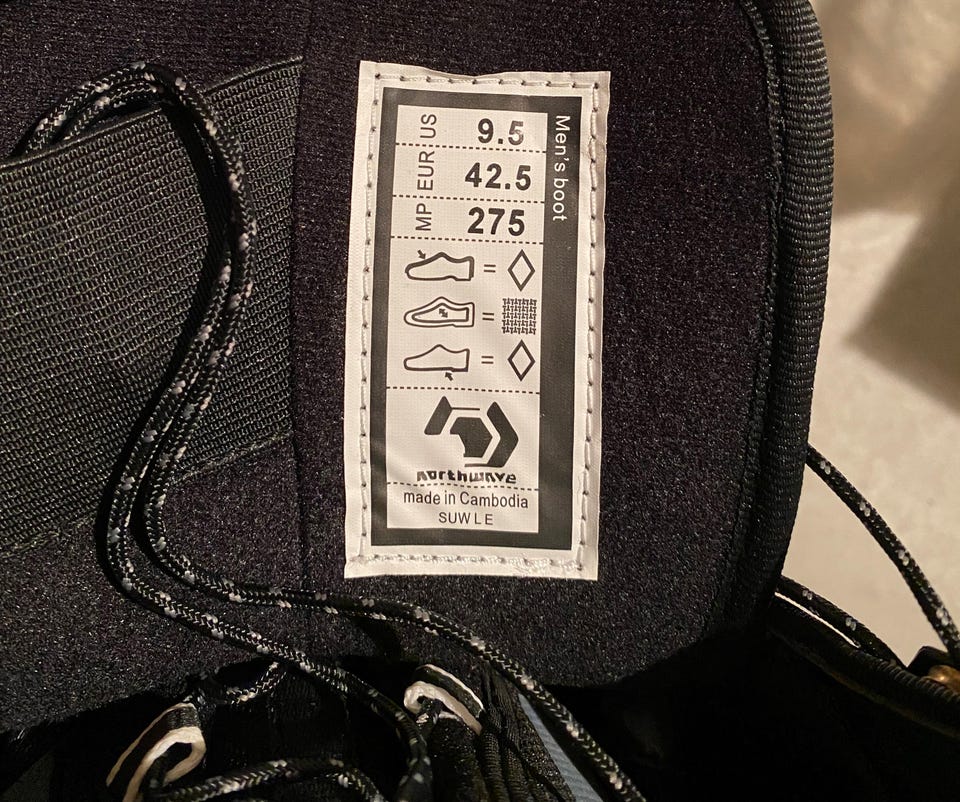 US 9.5
EUR 42.5
MP 275
Men's boot
=
=
=
northwave
made in Cambodia
SUWLE